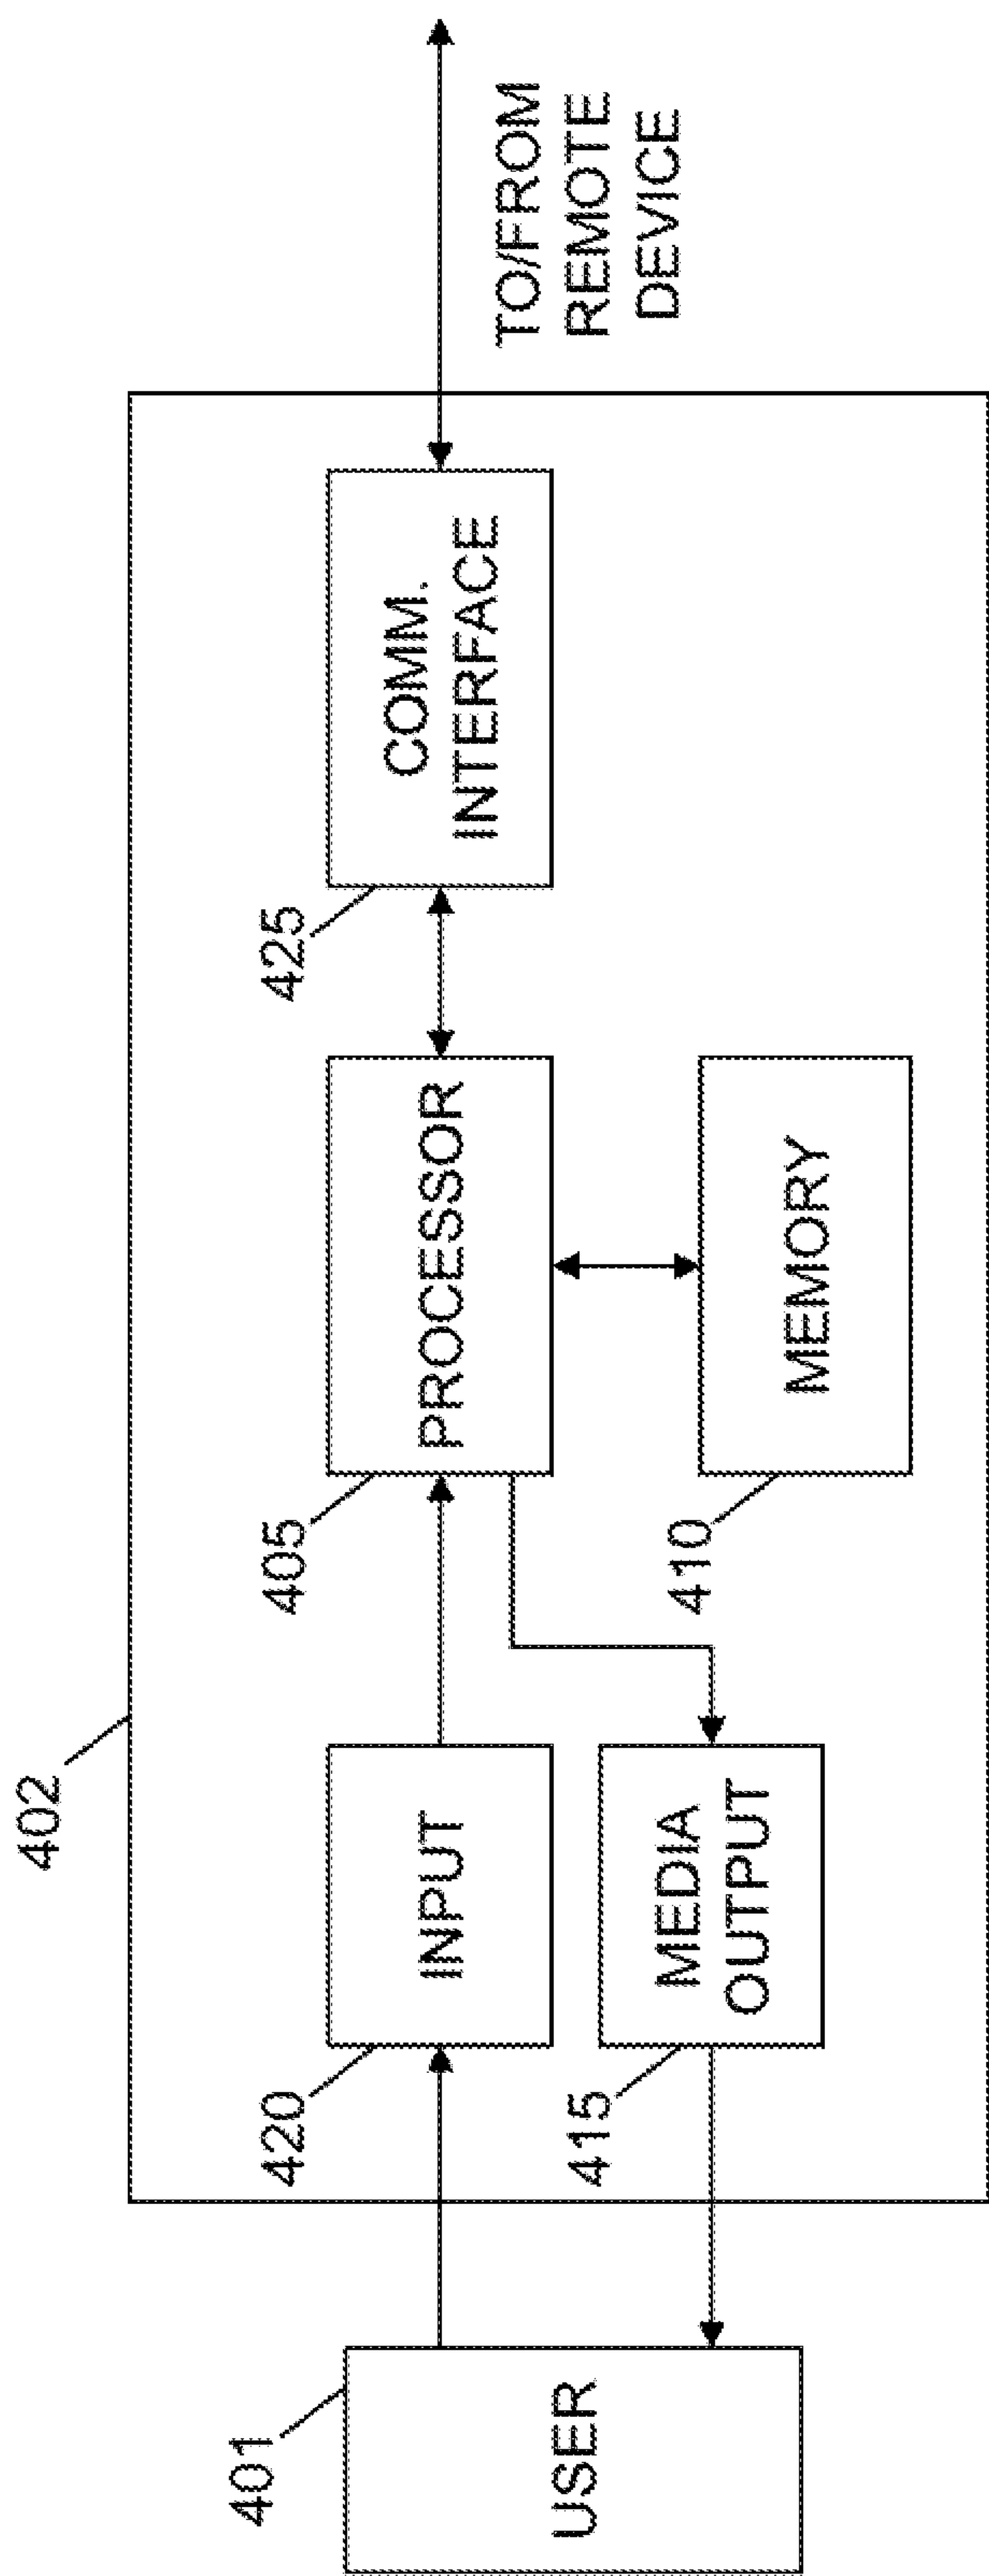 402
401
USER
420
INPUT
415
MEDIA
OUTPUT
405
PROCESSOR
410
MEMORY
425
COMM.
INTERFACE
TO/FROM
REMOTE
DEVICE